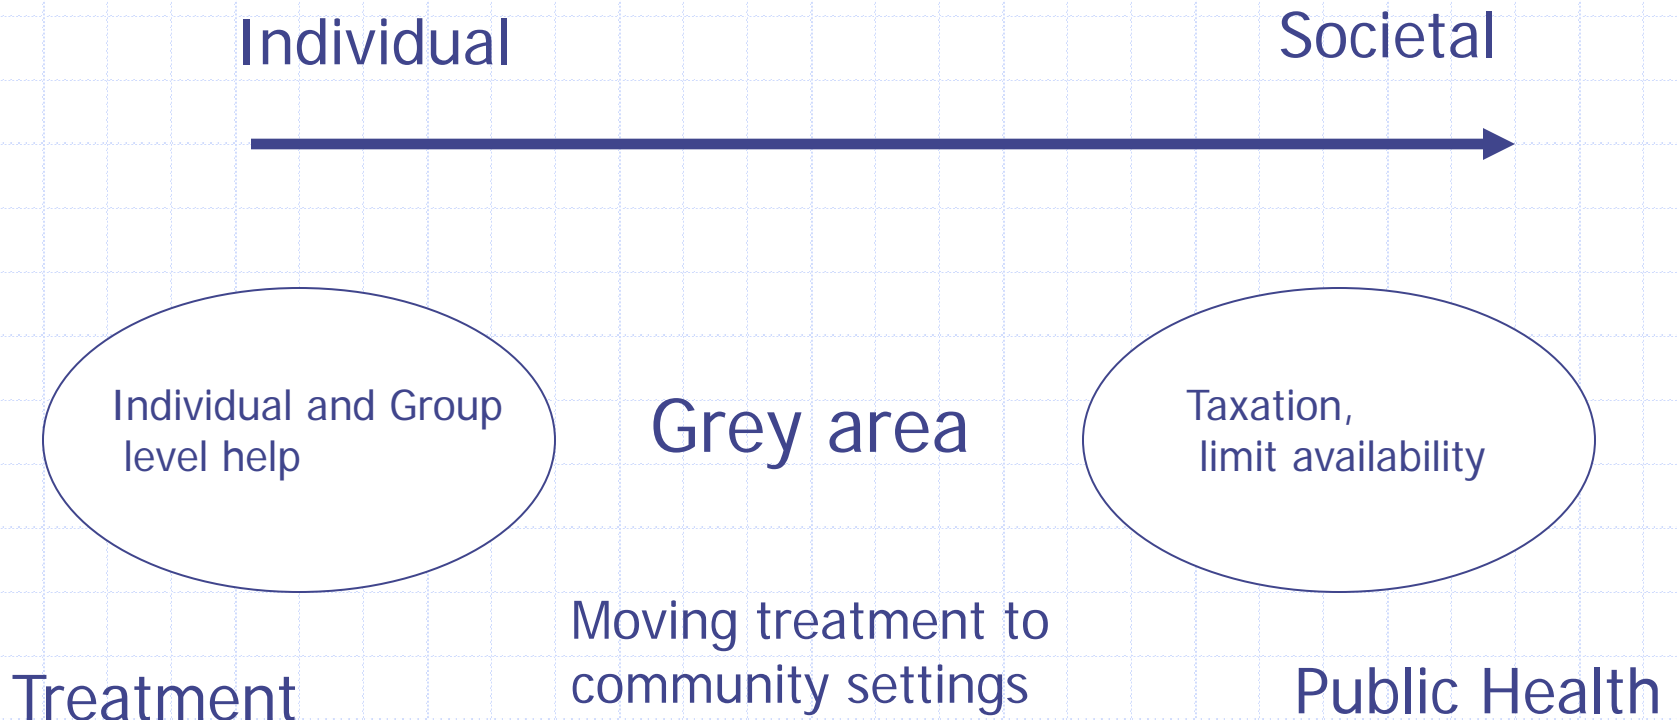 Individual
Societal
Individual and Group
level help
Grey area
Taxation,
limit availability
Moving treatment to
community settings
Treatment
Public Health